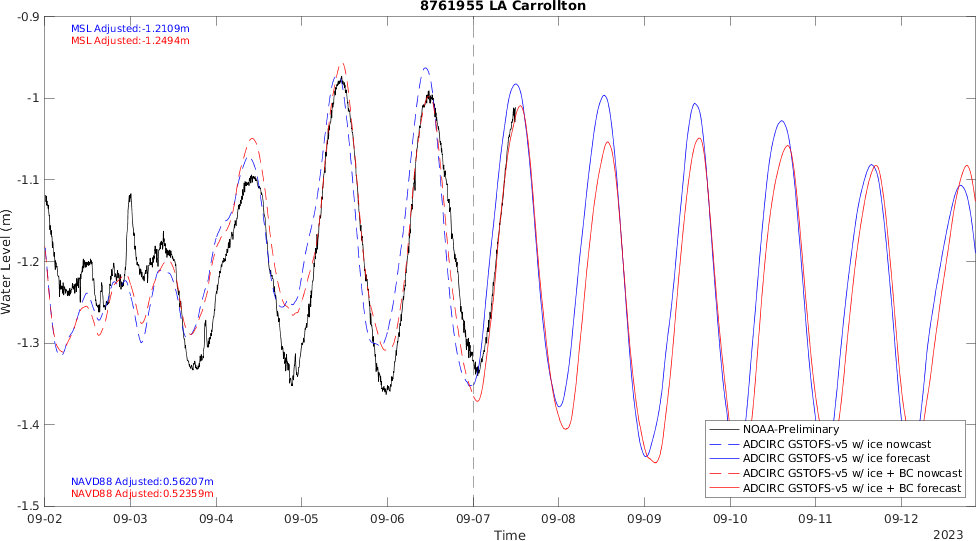 8761955 LA Carrollton
MSL Adjusted:-1.2109m
MSL Adjusted:-1.2494m
-0.9
-1
-1.1
-1.2
-1.3
-1.4
-1.5
Water Level (m)
NAVD88 Adjusted:0.56207m
NAVD88 Adjusted:0.52359m
NOAA-Preliminary
ADCIRC GSTOFS-v5 w/ ice nowcast
ADCIRC GSTOFS-v5 w/ ice forecast
ADCIRC GSTOFS-v5 w/ ice + BC nowcast
ADCIRC GSTOFS-v5 w/ ice + BC forecast
09-02 09-03 09-04 09-05 09-06 09-07 09-08 09-09 09-10 09-11 09-12
Time
2023